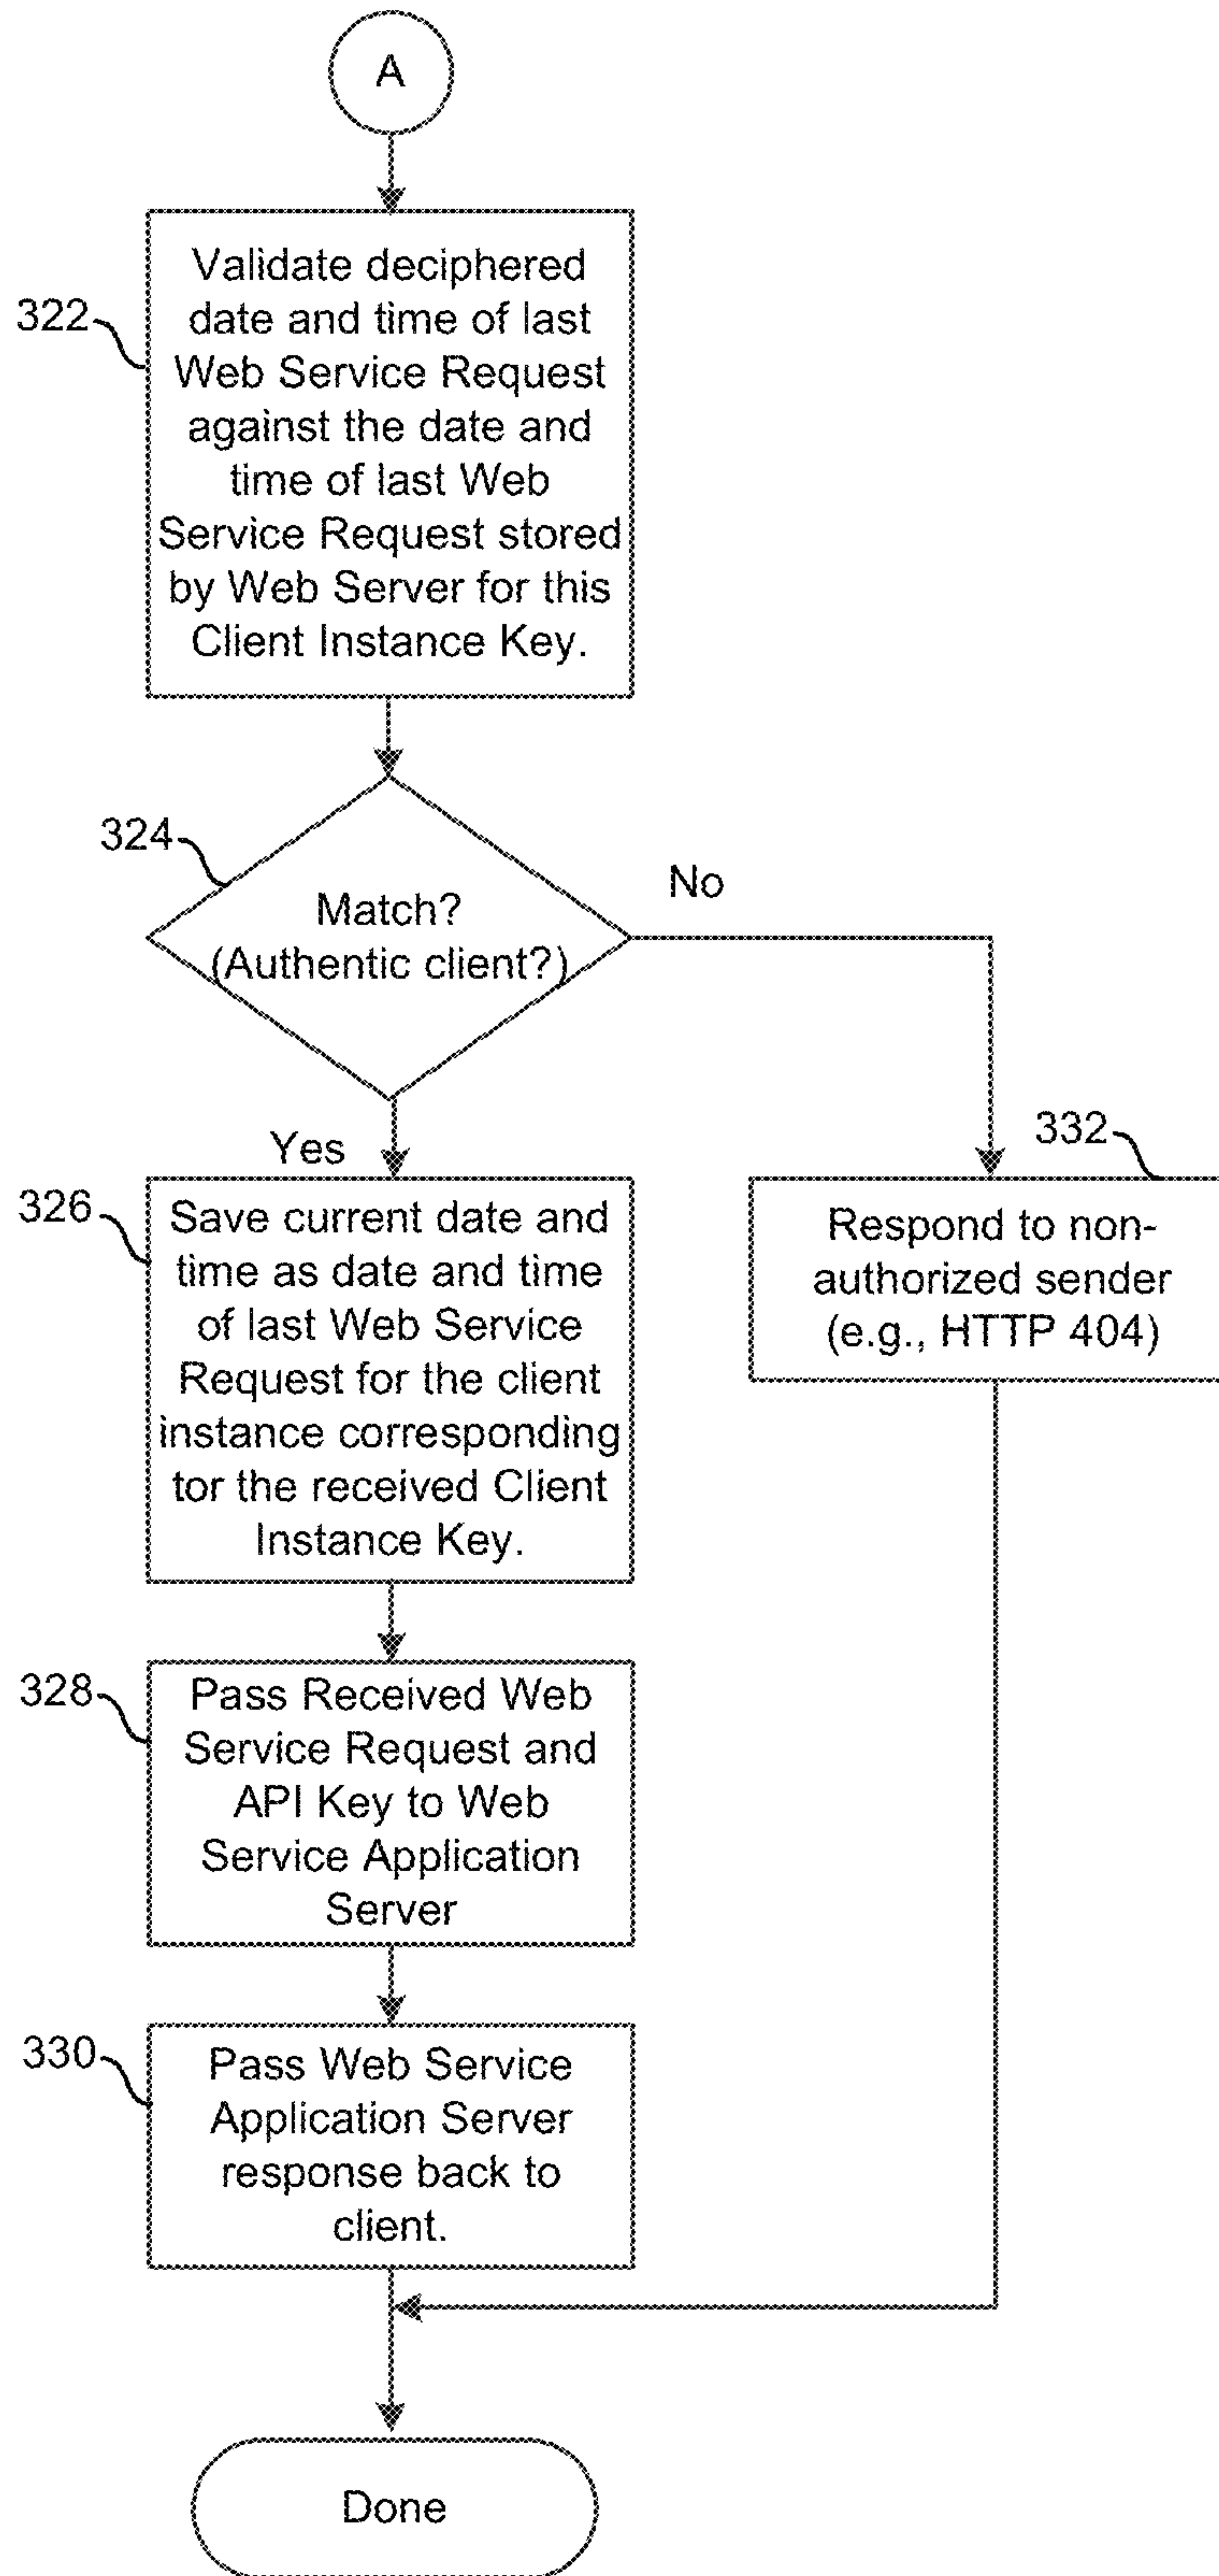 A
322
Validate deciphered
date and time of last
Web Service Request
against the date and
time of last Web
Service Request stored
by Web Server for this
Client Instance Key.
324
Match?
(Authentic client?)
No
Yes
332
Respond to non-
authorized sender
(e.g., HTTP 404)
326
Save current date and
time as date and time
of last Web Service
Request for the client
instance corresponding
tor the received Client
Instance Key.
328
Pass Received Web
Service Request and
API Key to Web
Service Application
Server
330
Pass Web Service
Application Server
response back to
client.
Done